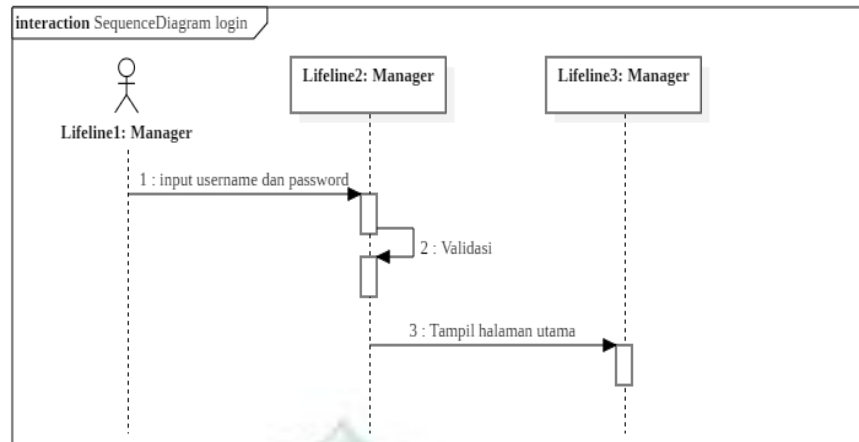 interaction SequenceDiagram login
Lifeline2: Manager
Lifeline3: Manager
Lifeline1: Manager
1 : input username dan password
2 : Validasi
3 : Tampil halaman utama